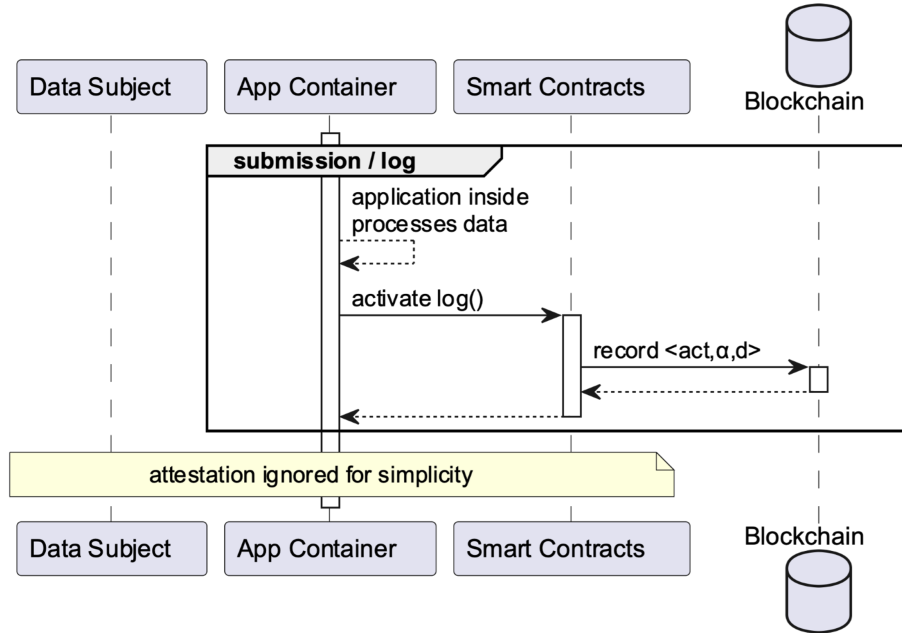 Data Subject
App Container
Smart Contracts
Blockchain
submission / log
application inside
processes data
activate log()
record <act,α,d>
attestation ignored for simplicity
Data Subject
App Container
Smart Contracts
Blockchain